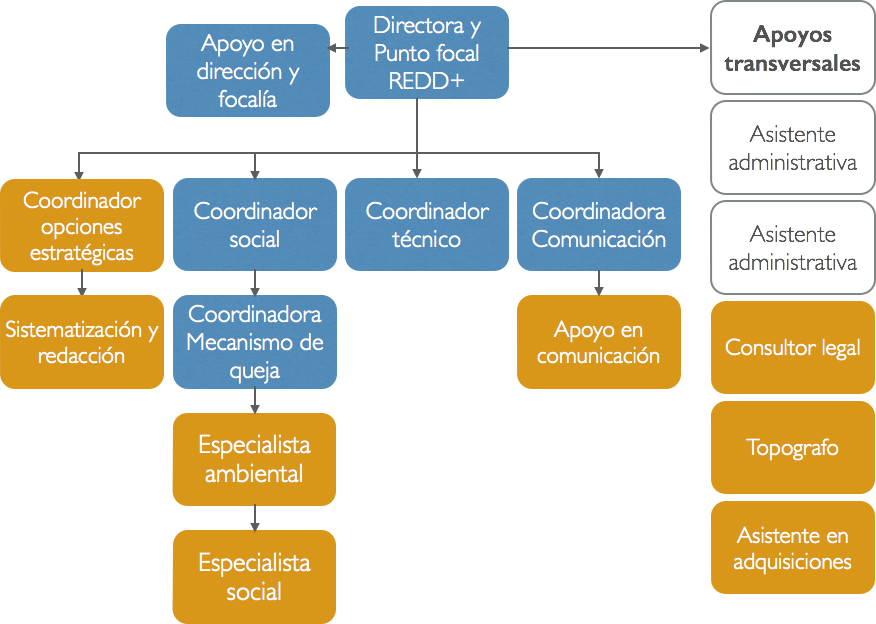 Directora y
Punto focal
REDD+
Apoyo en
dirección y
focalía
Apoyos
transversales
Asistente
administrativa
Asistente
administrativa
Consultor legal
Topografo
Asistente en
adquisiciones
Coordinador
opciones
estratégicas
Sistematización y
redacción
Coordinador
social
Coordinadora
Mecanismo de
queja
Especialista
ambiental
Especialista
social
Coordinador
técnico
Coordinadora
Comunicación
Apoyo en
comunicación